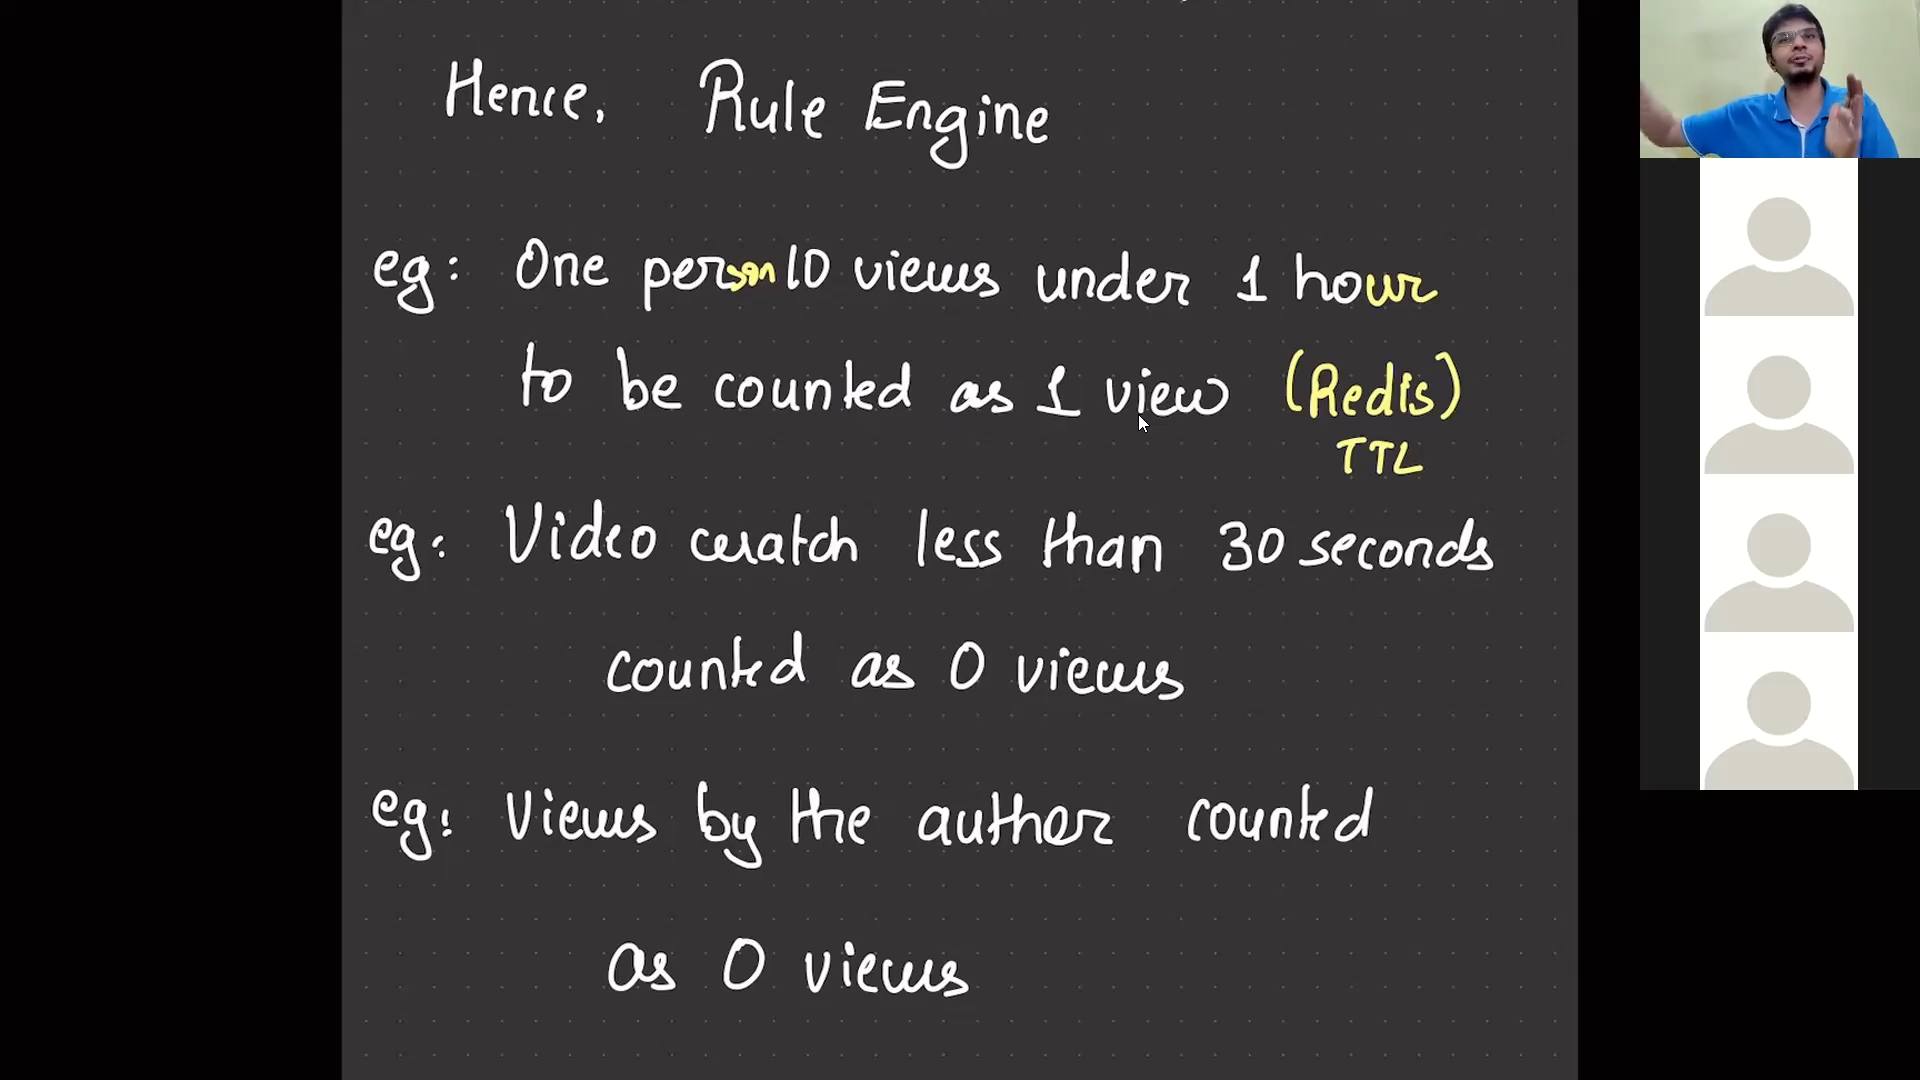 Hence, Rule Engine
eg: One person 10 views under 1 hour
to be counted as 1 view (Redis)
TTL
eg: Video watch less than 30 seconds
counted as 0 views
eg: Views by the author counted
as 0 views